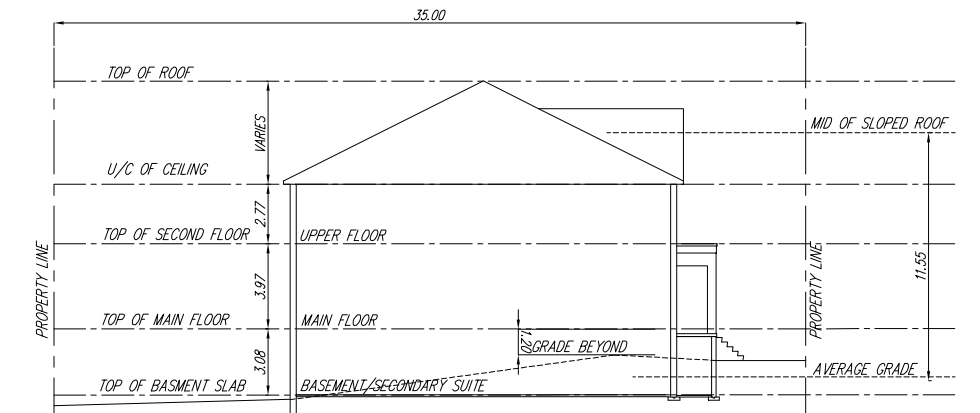 35.00
TOP OF ROOF
VARIES
MID OF SLOPED ROOF
U/C OF CEILING
2.77
TOP OF SECOND FLOOR
UPPER FLOOR
PROPERTY LINE
3.97
PROPERTY LINE
11.55
TOP OF MAIN FLOOR
MAIN FLOOR
1.20
GRADE BEYOND
3.08
AVERAGE GRADE
TOP OF BASMENT SLAB
BASEMENT/SECONDARY SUITE